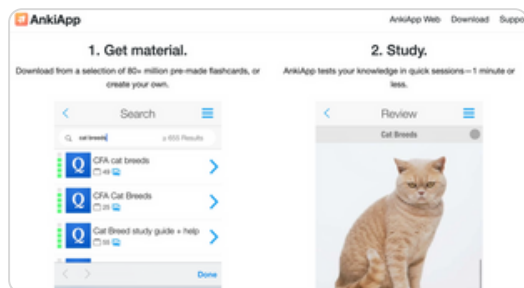 AnkiApp
AnkiApp Web Download Suppo
1. Get material.
Download from a selection of 80+ million pre-made flashcards, or
create your own.
Search
cat breeds
≥ 655 Results
CFA cat breeds
49
CFA Cat Breeds
25
Cat Breed study guide + help
55
Done
2. Study.
AnkiApp tests your knowledge in quick sessions—1 minute or
less.
Review
Cat Breeds